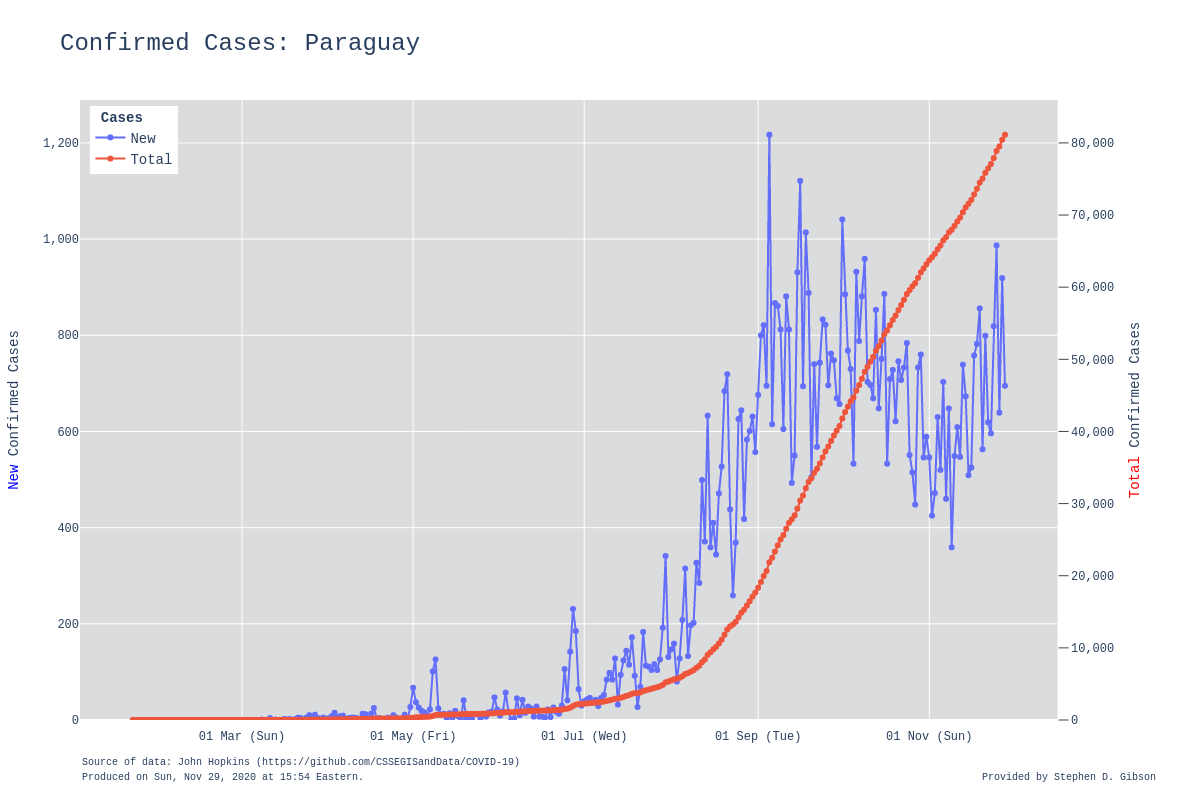 Confirmed Cases: Paraguay
Cases
New
Total
1,200
1,000
800
600
400
200
0
80,000
70,000
60,000
50,000
40,000
30,000
20,000
10,000
0
New Confirmed Cases
Total Confirmed Cases
01 Mar (Sun)
01 May (Fri)
01 Jul (Wed)
01 Sep (Tue)
01 Nov (Sun)
Source of data: John Hopkins (https://github.com/CSSEGISandData/COVID-19)
Produced on Sun, Nov 29, 2020 at 15:54 Eastern.
Provided by Stephen D. Gibson